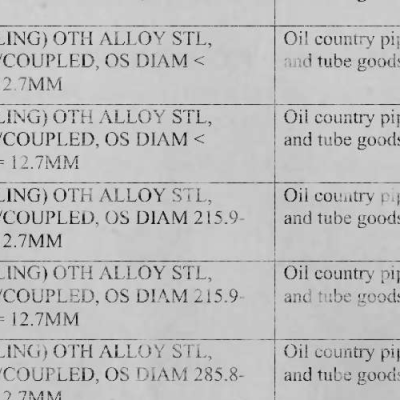 LING) OTH ALLOY STL,
/COUPLED, OS DIAM <
2.7MM
Oil country pip
and tube goods
LING) OTH ALLOY STL,
/COUPLED, OS DIAM <
= 12.7MM
Oil country pip
and tube goods
LING) OTH ALLOY STL,
/COUPLED, OS DIAM 215.9-
2.7MM
Oil country pip
and tube goods
LING) OTH ALLOY STL,
/COUPLED, OS DIAM 215.9-
= 12.7MM
Oil country pip
and tube goods
LING) OTH ALLOY STL,
/COUPLED, OS DIAM 285.8-
2.7MM
Oil country pip
and tube goods